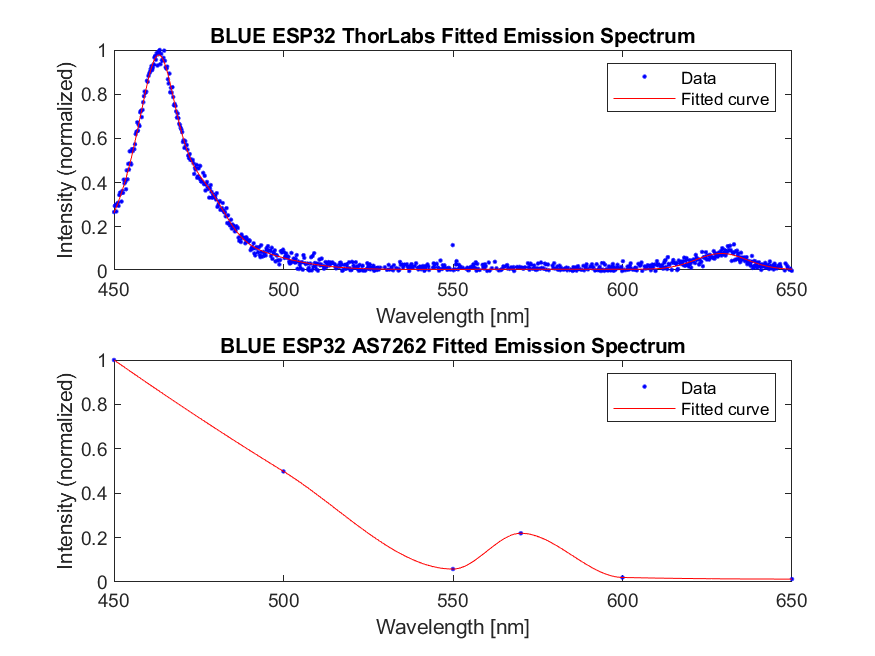 BLUE ESP32 ThorLabs Fitted Emission Spectrum
Intensity (normalized)
1
0.8
0.6
0.4
0.2
0
450
500
550
600
650
Wavelength [nm]
Data
Fitted curve
BLUE ESP32 AS7262 Fitted Emission Spectrum
Intensity (normalized)
1
0.8
0.6
0.4
0.2
0
450
500
550
600
650
Wavelength [nm]
Data
Fitted curve